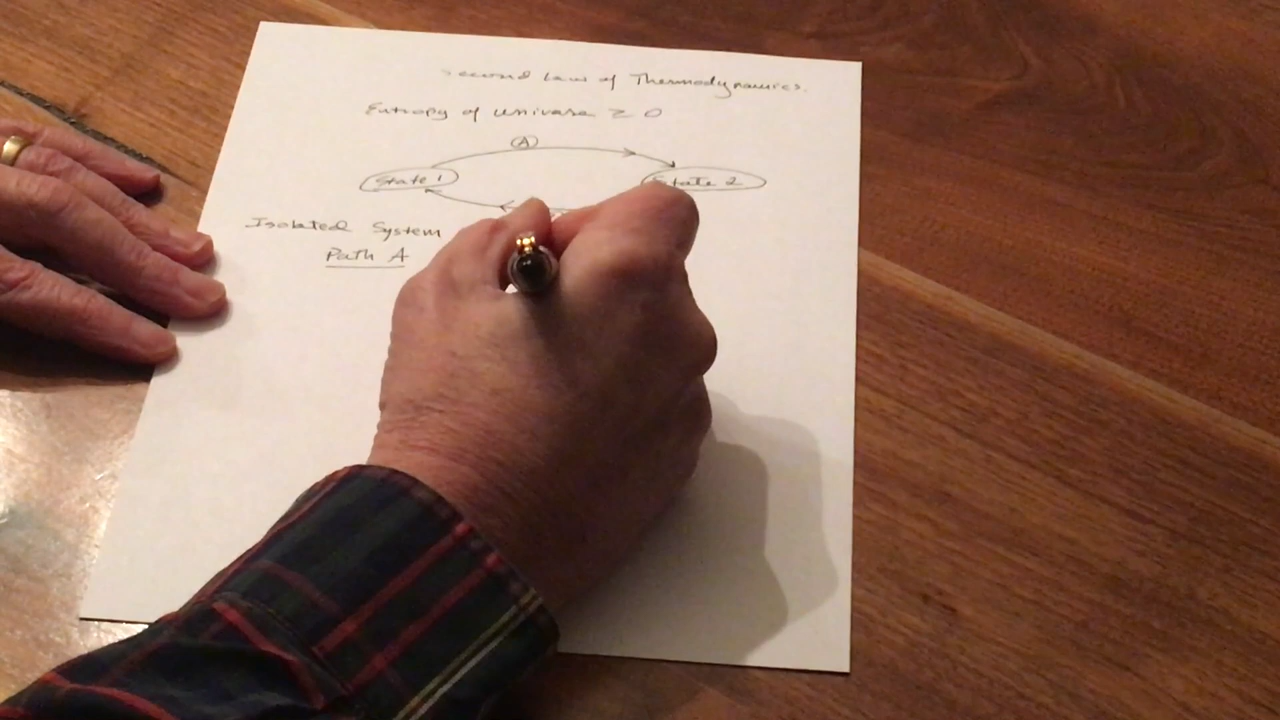 Second Law of Thermodynamics.
Entropy of universe ≥ 0
A
State 1
State 2
Isolated System
Path A